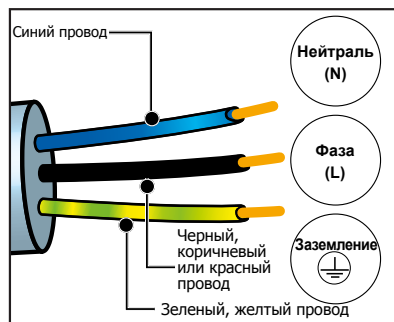 Синий провод
Нейтраль
(N)
Фаза
(L)
Заземление
Черный,
коричневый
или красный
провод
Зеленый, желтый провод